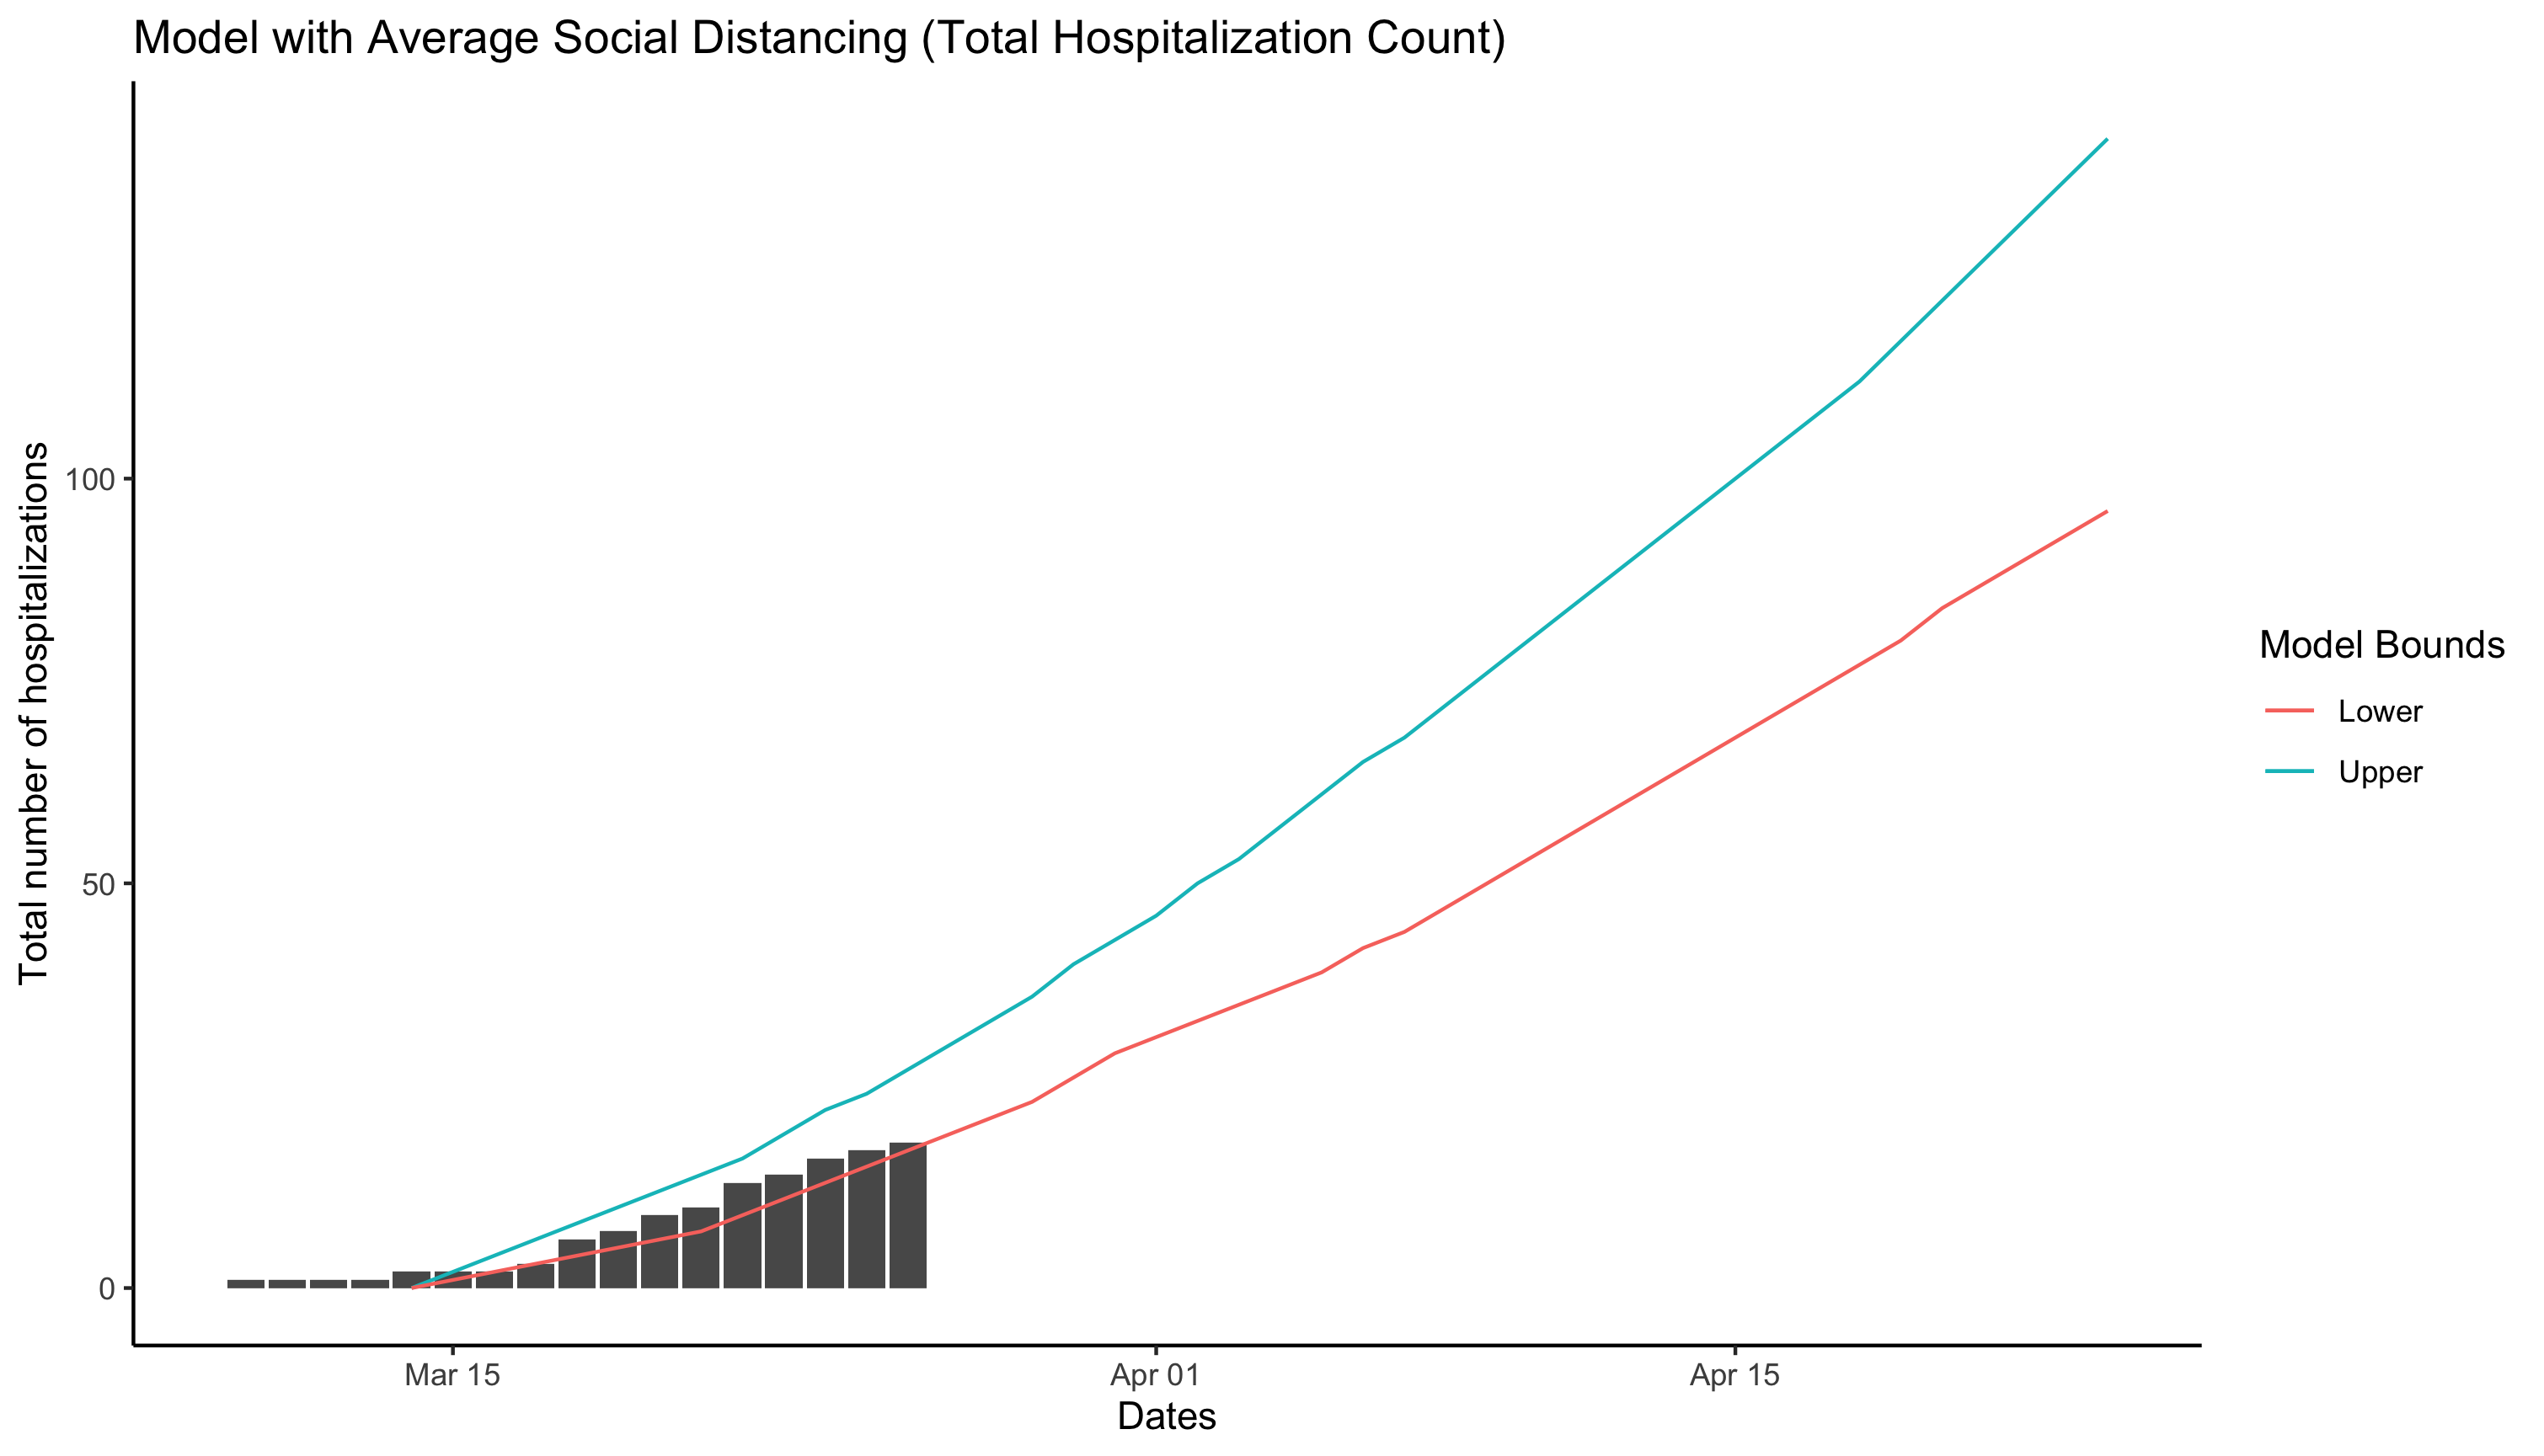 Model with Average Social Distancing (Total Hospitalization Count)
Total number of hospitalizations
100
50
0
Mar 15
Apr 01
Apr 15
Dates
Model Bounds
Lower
Upper